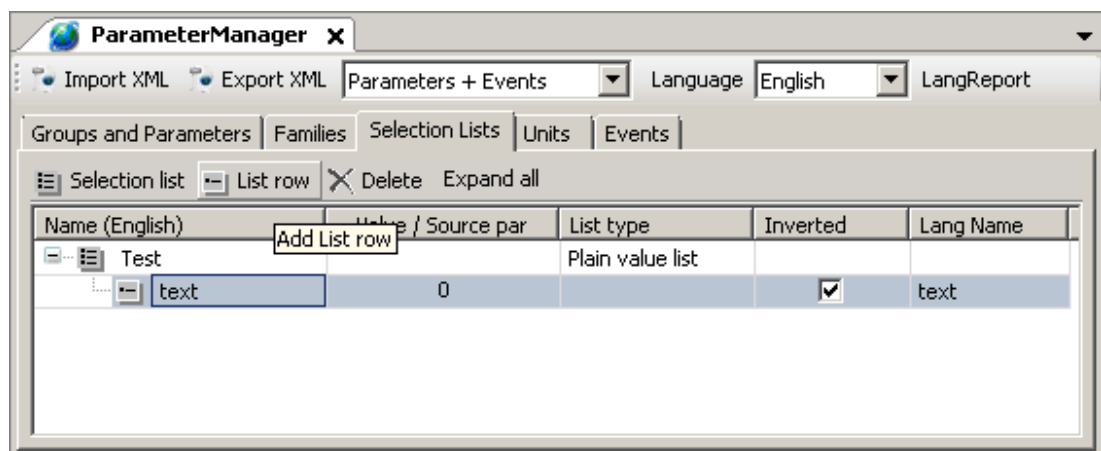 ParameterManager
Import XML Export XML Parameters + Events Language English LangReport
Groups and Parameters Families Selection Lists Units Events
Selection list List row Delete Expand all
Name (English) Value / Source par List type Inverted Lang Name
Add List row
Test Plain value list
text 0 text